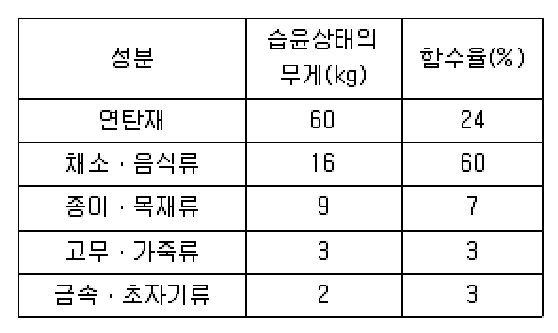 성분 습윤상태의 무게(kg) 함수율(%)
연탄재 60 24
채소·음식류 16 60
종이·목재류 9 7
고무·가죽류 3 3
금속·초자기류 2 3